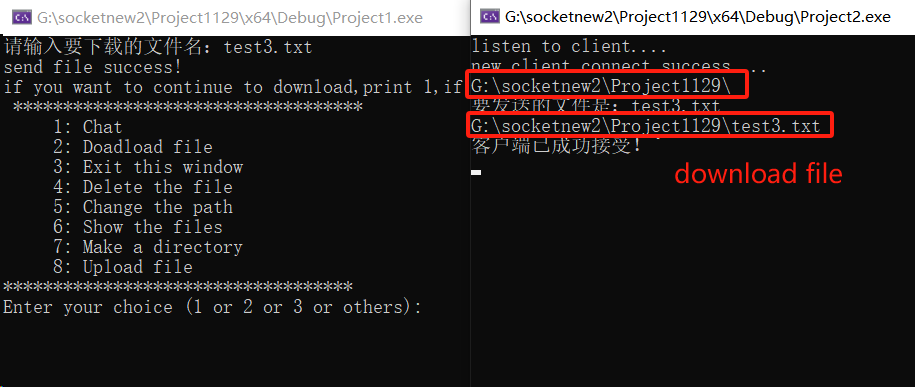 G:\socketnew2\Project1129\x64\Debug\Project1.exe
请输入要下载的文件名: test3.txt
send file success!
if you want to continue to download,print 1,if
***********************************
1: Chat
2: Doadload file
3: Exit this window
4: Delete the file
5: Change the path
6: Show the files
7: Make a directory
8: Upload file
***********************************
Enter your choice (1 or 2 or 3 or others):
G:\socketnew2\Project1129\x64\Debug\Project2.exe
listen to client....
new client connect success....
G:\socketnew2\Project1129\
要发送的文件是: test3.txt
G:\socketnew2\Project1129\test3.txt
客户端已成功接受!
download file